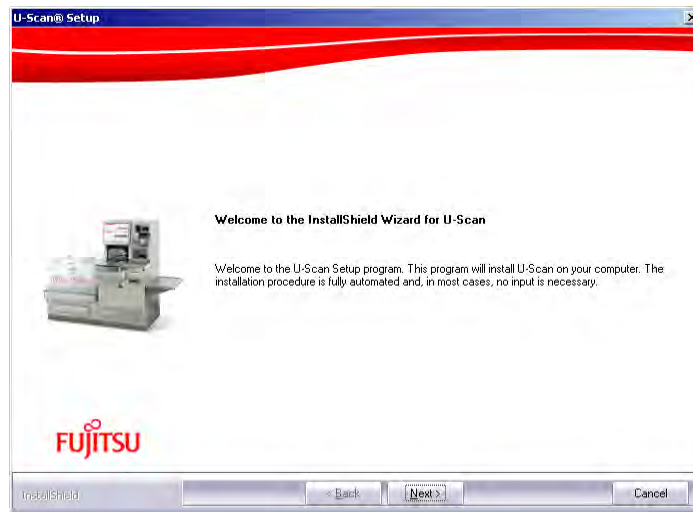 U-Scan® Setup
Welcome to the InstallShield Wizard for U-Scan
Welcome to the U-Scan Setup program. This program will install U-Scan on your computer. The
installation procedure is fully automated and, in most cases, no input is necessary.
FUJITSU
InstallShield
< Back
Next >
Cancel